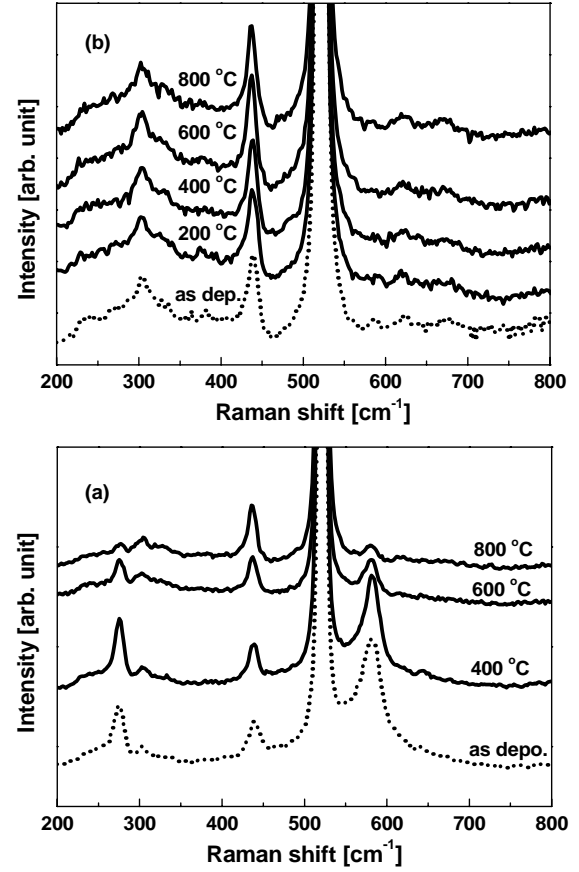 (b)
800 °C
600 °C
400 °C
200 °C
as dep.
Intensity [arb. unit]
200 300 400 500 600 700 800
Raman shift [cm-1]
(a)
800 °C
600 °C
400 °C
as depo.
Intensity [arb. unit]
200 300 400 500 600 700 800
Raman shift [cm-1]